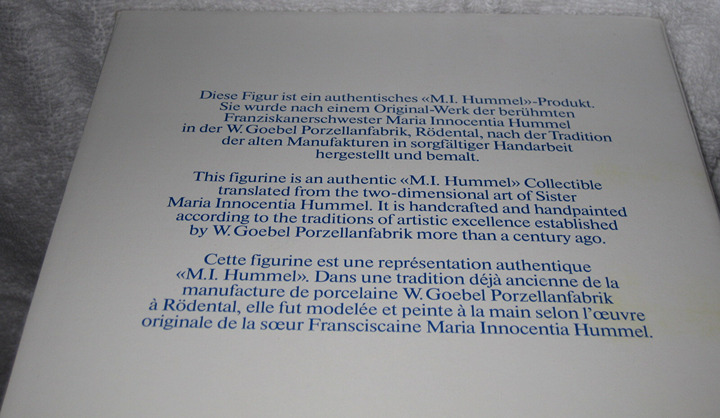 Diese Figur ist ein authentisches «M.I. Hummel»-Produkt.
Sie wurde nach einem Original-Werk der berühmten
Franziskanerschwester Maria Innocentia Hummel
in der W. Goebel Porzellanfabrik, Rödental, nach der Tradition
der alten Manufakturen in sorgfältiger Handarbeit
hergestellt und bemalt.
This figurine is an authentic «M.I. Hummel» Collectible
translated from the two-dimensional art of Sister
Maria Innocentia Hummel. It is handcrafted and handpainted
according to the traditions of artistic excellence established
by W. Goebel Porzellanfabrik more than a century ago.
Cette figurine est une représentation authentique
«M.I. Hummel». Dans une tradition déjà ancienne de la
manufacture de porcelaine W. Goebel Porzellanfabrik
à Rödental, elle fut modelée et peinte à la main selon l'œuvre
originale de la sœur Fransciscaine Maria Innocentia Hummel.